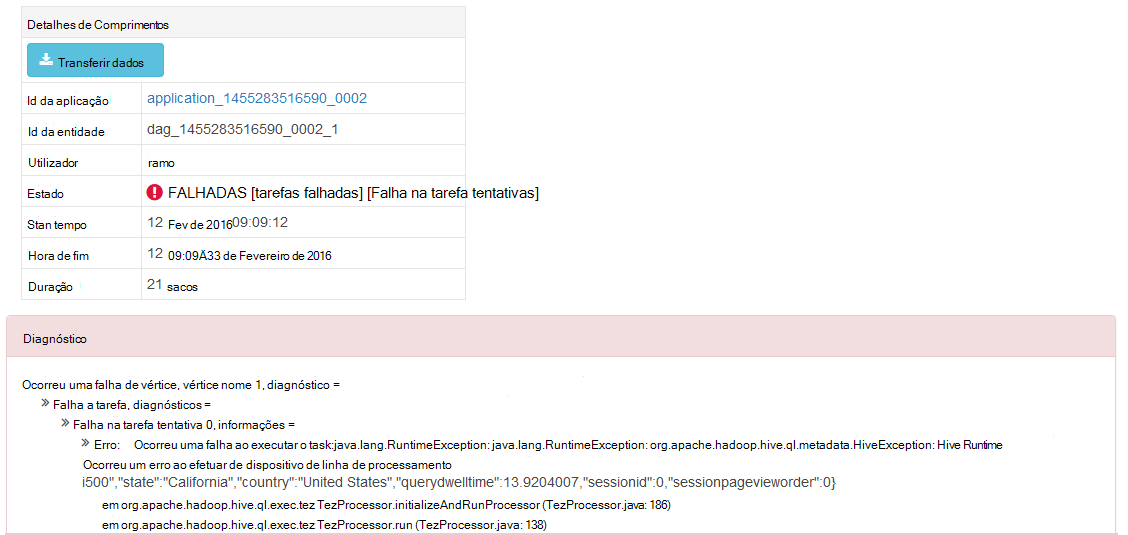 Detalhes de Comprimentos
Transferir dados
Id da aplicação application_1455283516590_0002
Id da entidade dag_1455283516590_0002_1
Utilizador ramo
Estado FALHADAS [tarefas falhadas] [Falha na tarefa tentativas]
Stan tempo 12 Fev de 2016 09:09:12
Hora de fim 12 09:09Ä33 de Fevereiro de 2016
Duração 21 sacos
Diagnóstico
Ocorreu uma falha de vértice, vértice nome 1, diagnóstico =
Falha a tarefa, diagnósticos =
Falha na tarefa tentativa 0, informações =
Erro: Ocorreu uma falha ao executar o task:java.lang.RuntimeException: java.lang.RuntimeException: org.apache.hadoop.hive.ql.metadata.HiveException: Hive Runtime
Ocorreu um erro ao efetuar de dispositivo de linha de processamento
i500","state":"California","country":"United States","querydwelltime":13.9204007,"sessionid":0,"sessionpagevieworder":0}
em org.apache.hadoop.hive.ql.exec.tez TezProcessor.initializeAndRunProcessor (TezProcessor.java: 186)
em org.apache.hadoop.hive.ql.exec.tez TezProcessor.run (TezProcessor.java: 138)